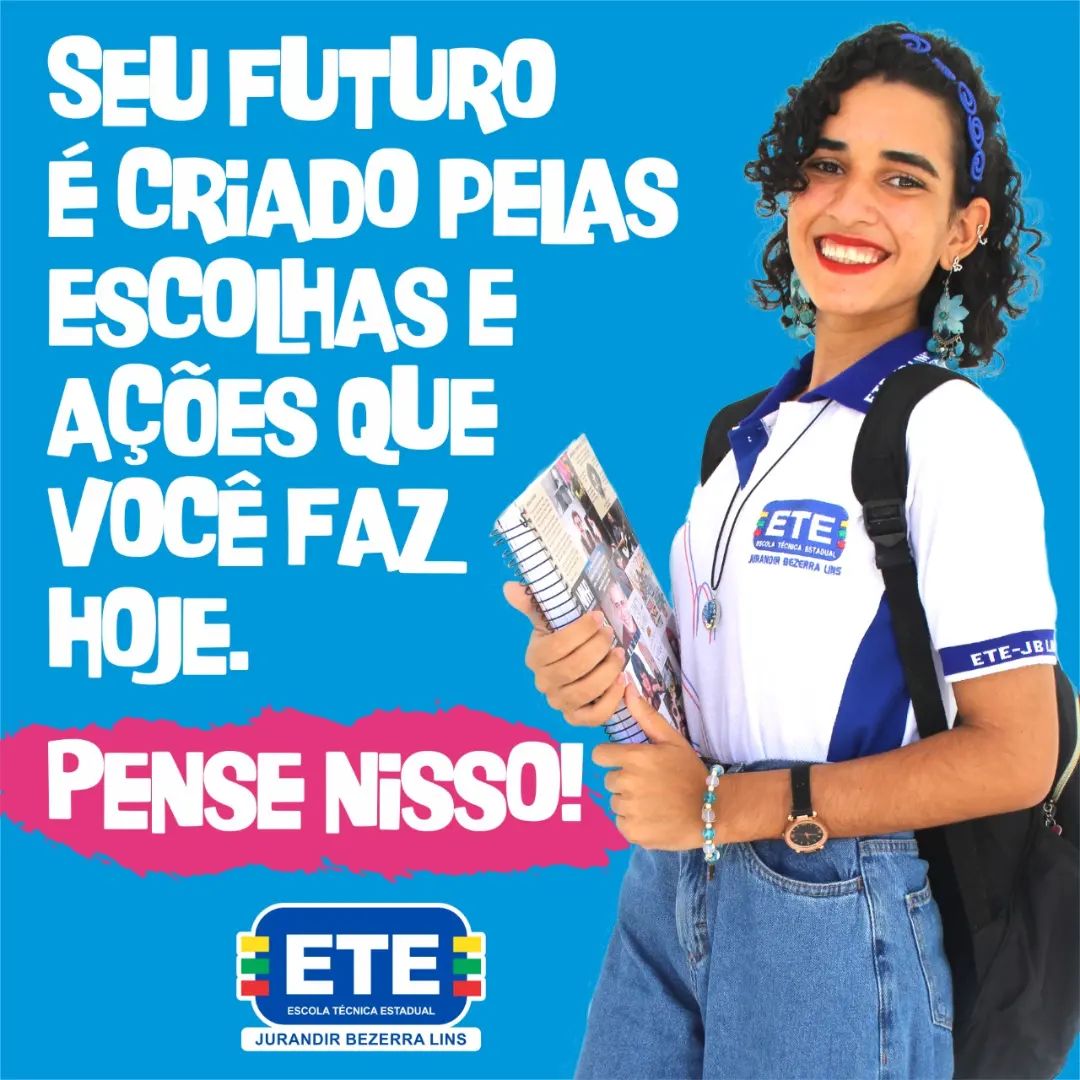 SEU FUTURO
É CRIADO PELAS
ESCOLHAS E
AÇÕES QUE
VOCÊ FAZ
HOJE.
PENSE NISSO!
ETE
ESCOLA TÉCNICA ESTADUAL
JURANDIR BEZERRA LINS
ETE
ESCOLA TÉCNICA ESTADUAL
JURANDIR BEZERRA LINS
ETE-JB